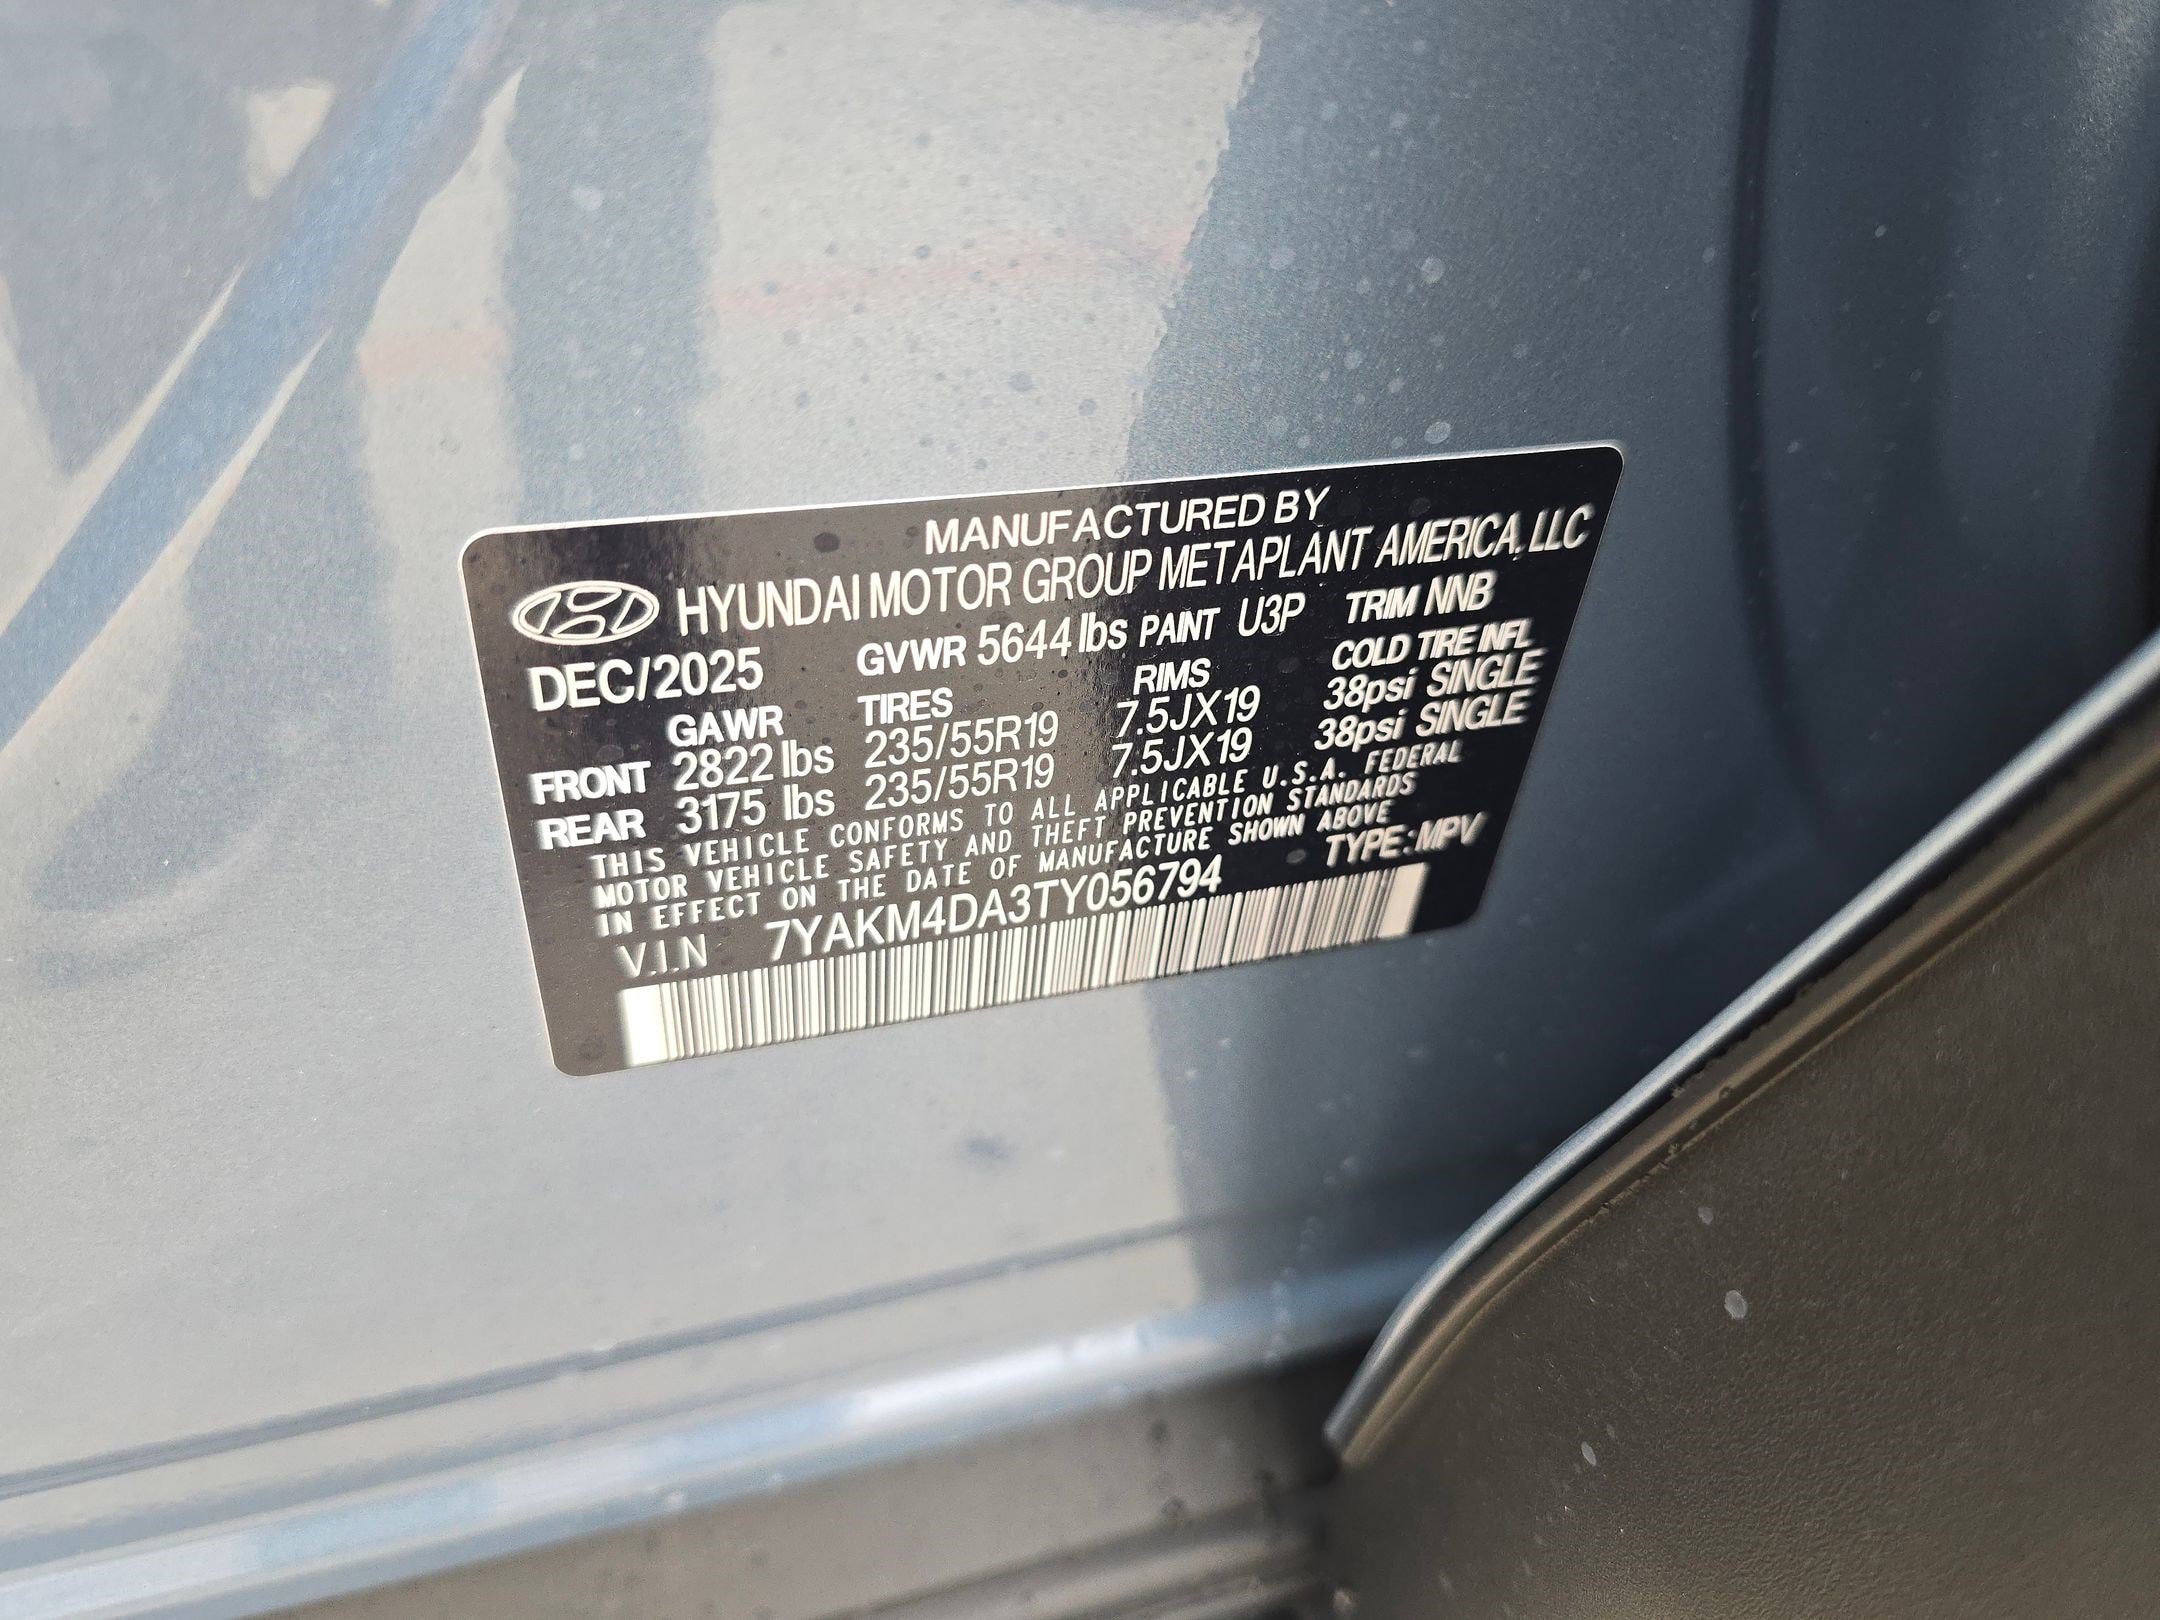 MANUFACTURED BY
HYUNDAI MOTOR GROUP METAPLANT AMERICA, LLC
DEC/2025 GVWR 5644 lbs PAINT U3P TRIM NNB
GAWR TIRES RIMS COLD TIRE INFL
FRONT 2822 lbs 235/55R19 7.5JX19 38psi SINGLE
REAR 3175 lbs 235/55R19 7.5JX19 38psi SINGLE
THIS VEHICLE CONFORMS TO ALL APPLICABLE U.S.A. FEDERAL
MOTOR VEHICLE SAFETY AND THEFT PREVENTION STANDARDS
IN EFFECT ON THE DATE OF MANUFACTURE SHOWN ABOVE
V.I.N 7YAKM4DA3TY056794 TYPE: MPV